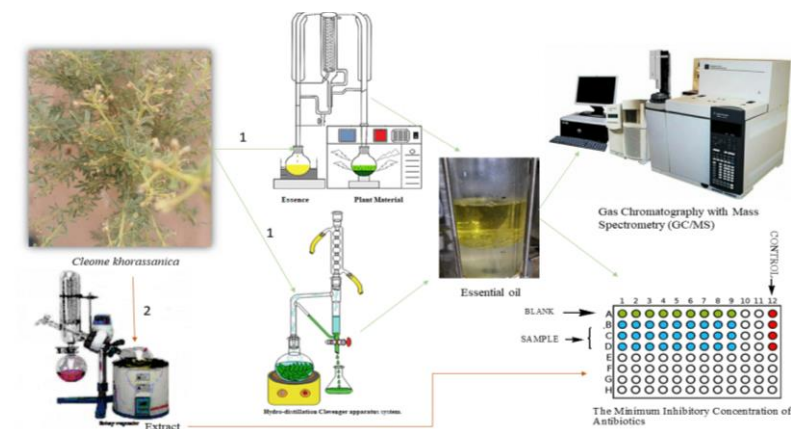 1
1
Essence Plant Material
Cleome khorassanica
2
Extract
Hydro-distillation Clevenger apparatus system.
Essential oil
Gas Chromatography with Mass
Spectrometry (GC/MS)
CONTROL
1 2 3 4 5 6 7 8 9 10 11 12
BLANK
SAMPLE
A
B
C
D
E
F
G
H
The Minimum Inhibitory Concentration of
Antibiotics